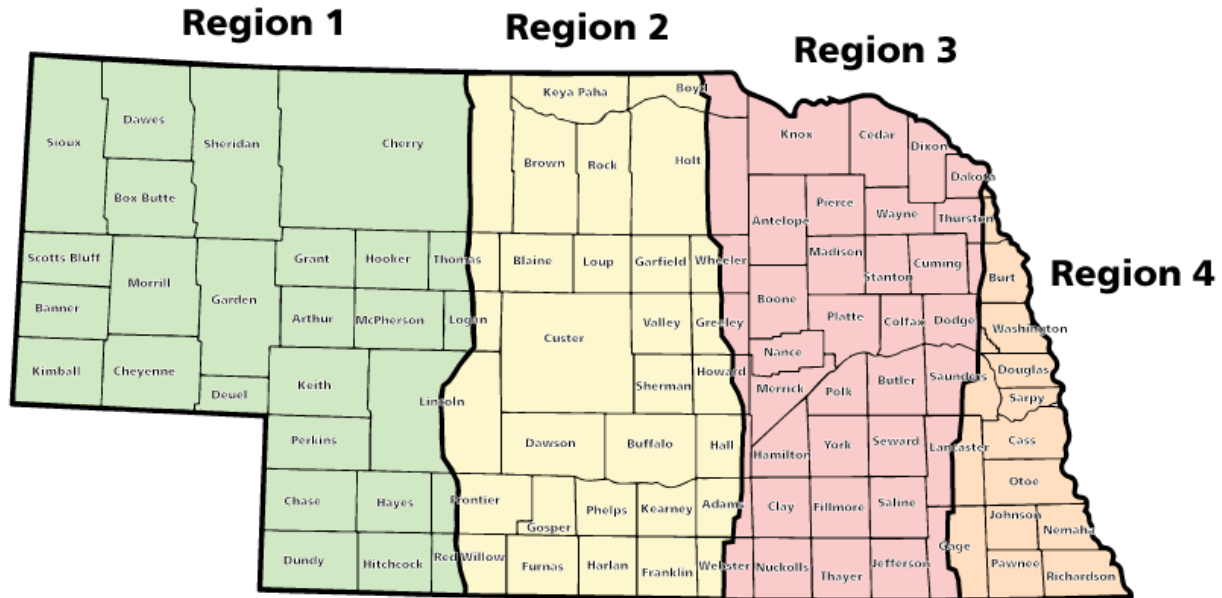 Region 1
Region 2
Region 3
Region 4
Sioux
Dawes
Box Butte
Sheridan
Cherry
Scotts Bluff
Banner
Kimball
Morrill
Cheyenne
Garden
Deuel
Grant
Hooker
Thomas
Arthur
McPherson
Logan
Keith
Lincoln
Perkins
Chase
Hayes
Frontier
Dundy
Hitchcock
Red Willow
Keya Paha
Boyd
Brown
Rock
Holt
Blaine
Loup
Garfield
Wheeler
Custer
Valley
Greeley
Sherman
Howard
Dawson
Buffalo
Hall
Gosper
Phelps
Kearney
Adams
Furnas
Harlan
Franklin
Webster
Knox
Cedar
Dixon
Dakota
Antelope
Pierce
Wayne
Thurston
Madison
Stanton
Cuming
Boone
Platte
Colfax
Dodge
Nance
Merrick
Polk
Butler
Saunders
Hamilton
York
Seward
Lancaster
Clay
Fillmore
Saline
Gage
Nuckolls
Thayer
Jefferson
Burt
Washington
Douglas
Sarpy
Cass
Otoe
Johnson
Nemaha
Pawnee
Richardson